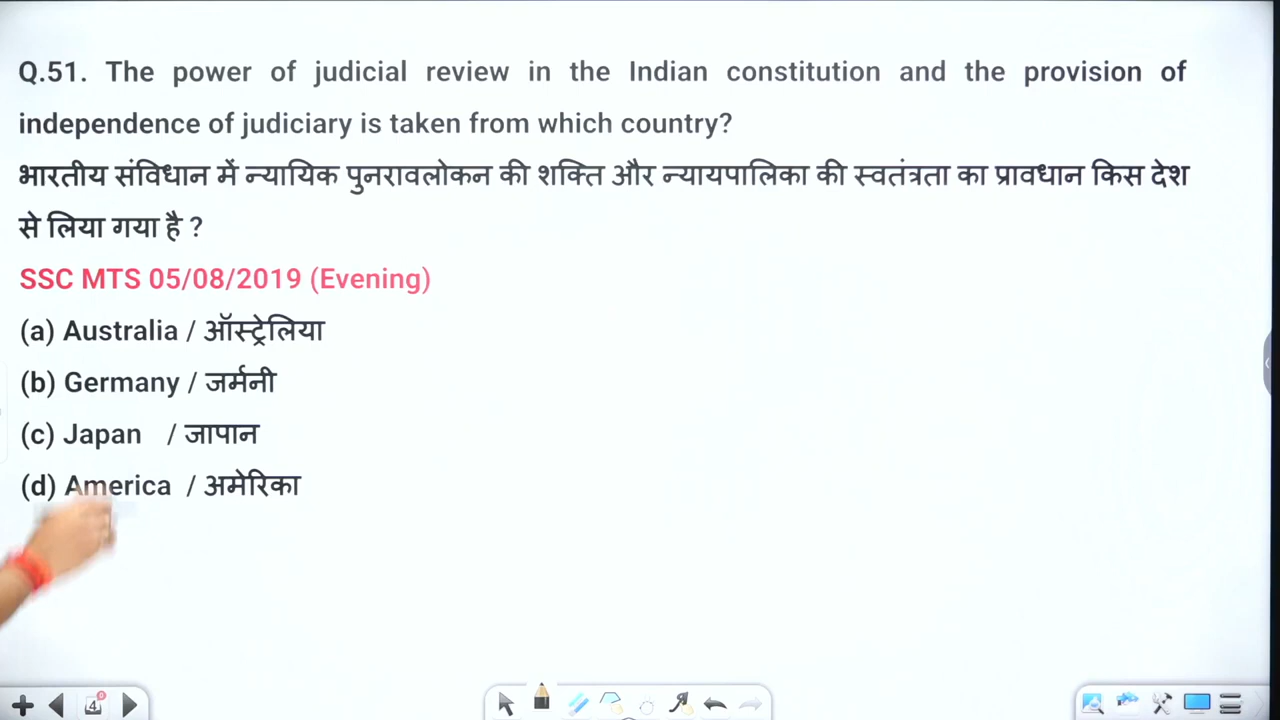 Q.51. The power of judicial review in the Indian constitution and the provision of
independence of judiciary is taken from which country?
भारतीय संविधान में न्यायिक पुनरावलोकन की शक्ति और न्यायपालिका की स्वतंत्रता का प्रावधान किस देश
से लिया गया है ?
SSC MTS 05/08/2019 (Evening)
(a) Australia / ऑस्ट्रेलिया
(b) Germany / जर्मनी
(c) Japan / जापान
(d) America / अमेरिका